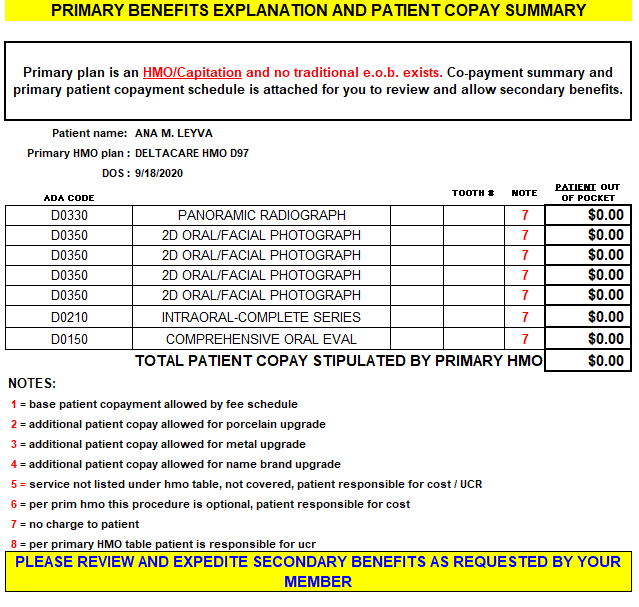 PRIMARY BENEFITS EXPLANATION AND PATIENT COPAY SUMMARY
Primary plan is an HMO/Capitation and no traditional e.o.b. exists. Co-payment summary and
primary patient copayment schedule is attached for you to review and allow secondary benefits.
Patient name: ANA M. LEYVA
Primary HMO plan : DELTACARE HMO D97
DOS : 9/18/2020
ADA CODE TOOTH # NOTE PATIENT OUT
OF POCKET
D0330 PANORAMIC RADIOGRAPH 7 $0.00
D0350 2D ORAL/FACIAL PHOTOGRAPH 7 $0.00
D0350 2D ORAL/FACIAL PHOTOGRAPH 7 $0.00
D0350 2D ORAL/FACIAL PHOTOGRAPH 7 $0.00
D0350 2D ORAL/FACIAL PHOTOGRAPH 7 $0.00
D0210 INTRAORAL-COMPLETE SERIES 7 $0.00
D0150 COMPREHENSIVE ORAL EVAL 7 $0.00
TOTAL PATIENT COPAY STIPULATED BY PRIMARY HMO $0.00
NOTES:
1 = base patient copayment allowed by fee schedule
2 = additional patient copay allowed for porcelain upgrade
3 = additional patient copay allowed for metal upgrade
4 = additional patient copay allowed for name brand upgrade
5 = service not listed under hmo table, not covered, patient responsible for cost / UCR
6 = per prim hmo this procedure is optional, patient responsible for cost
7 = no charge to patient
8 = per primary HMO table patient is responsible for ucr
PLEASE REVIEW AND EXPEDITE SECONDARY BENEFITS AS REQUESTED BY YOUR
MEMBER